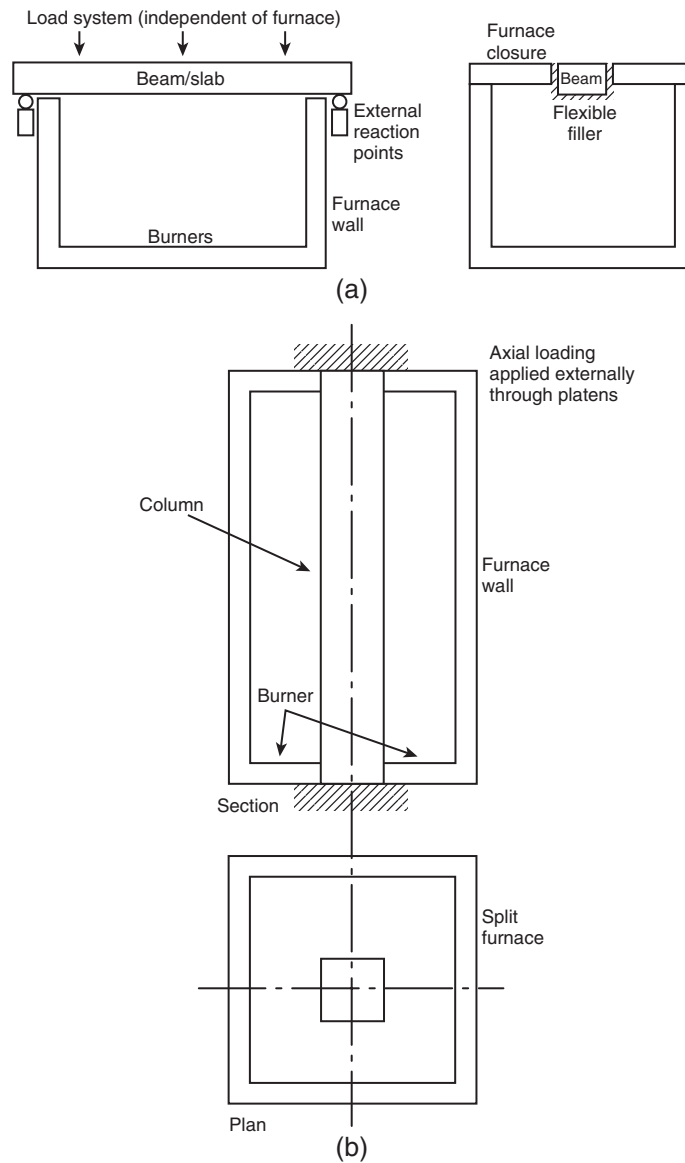 Load system (independent of furnace)
Beam/slab
External
reaction
points
Furnace
wall
Burners
Furnace
closure
Beam
Flexible
filler
(a)
Axial loading
applied externally
through platens
Column
Furnace
wall
Burner
Section
Split
furnace
Plan
(b)